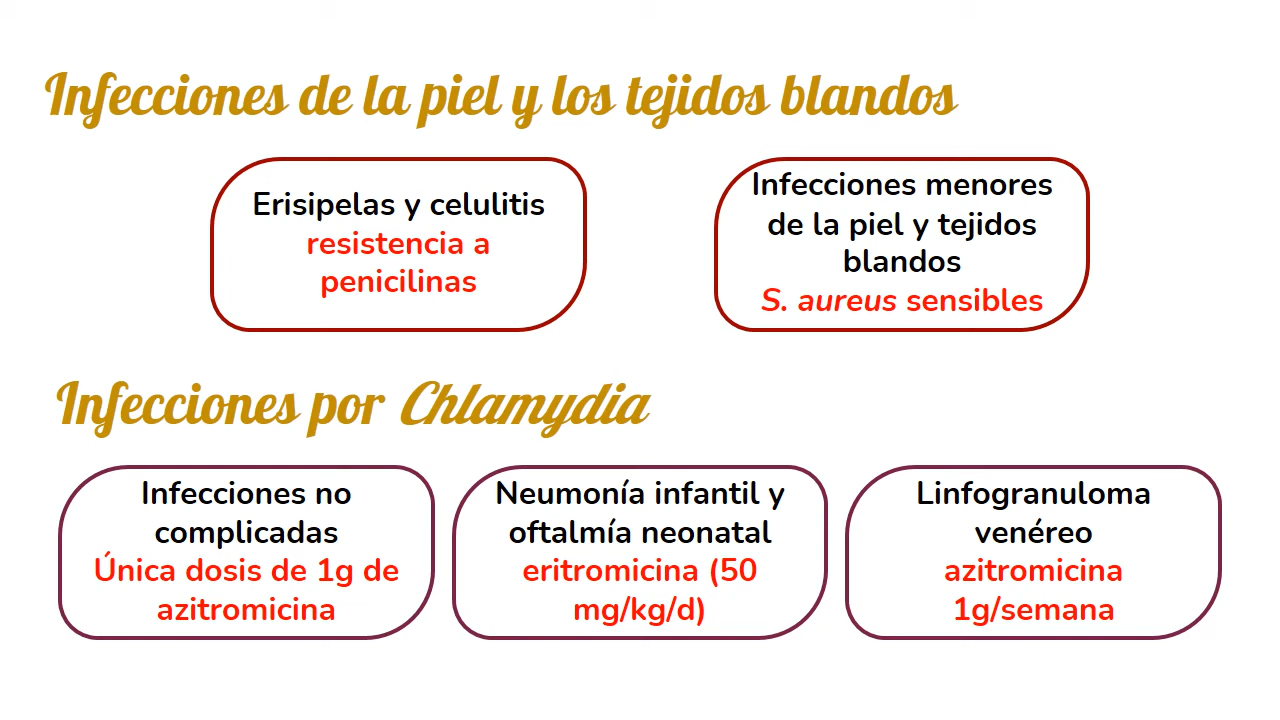 Infecciones de la piel y los tejidos blandos
Erisipelas y celulitis
resistencia a
penicilinas
Infecciones menores
de la piel y tejidos
blandos
S. aureus sensibles
Infecciones por Chlamydia
Infecciones no
complicadas
Única dosis de 1g de
azitromicina
Neumonía infantil y
oftalmía neonatal
eritromicina (50
mg/kg/d)
Linfogranuloma
venéreo
azitromicina
1g/semana